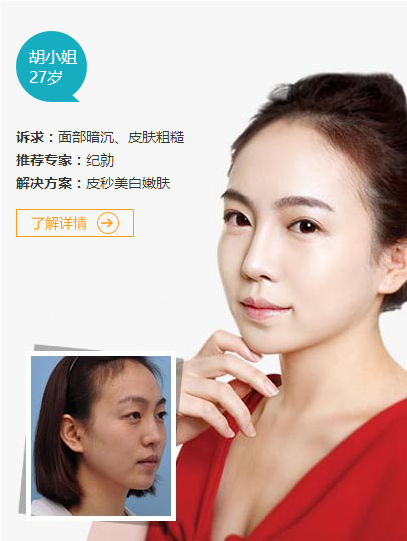 胡小姐
27岁
诉求：面部暗沉、皮肤粗糙
推荐专家：纪勍
解决方案：皮秒美白嫩肤
了解详情